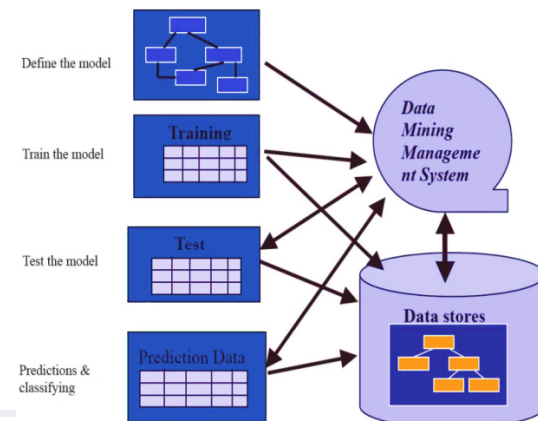 Define the model
Train the model
Training
Test the model
Test
Predictions &
classifying
Prediction Data
Data
Mining
Manageme
nt System
Data stores